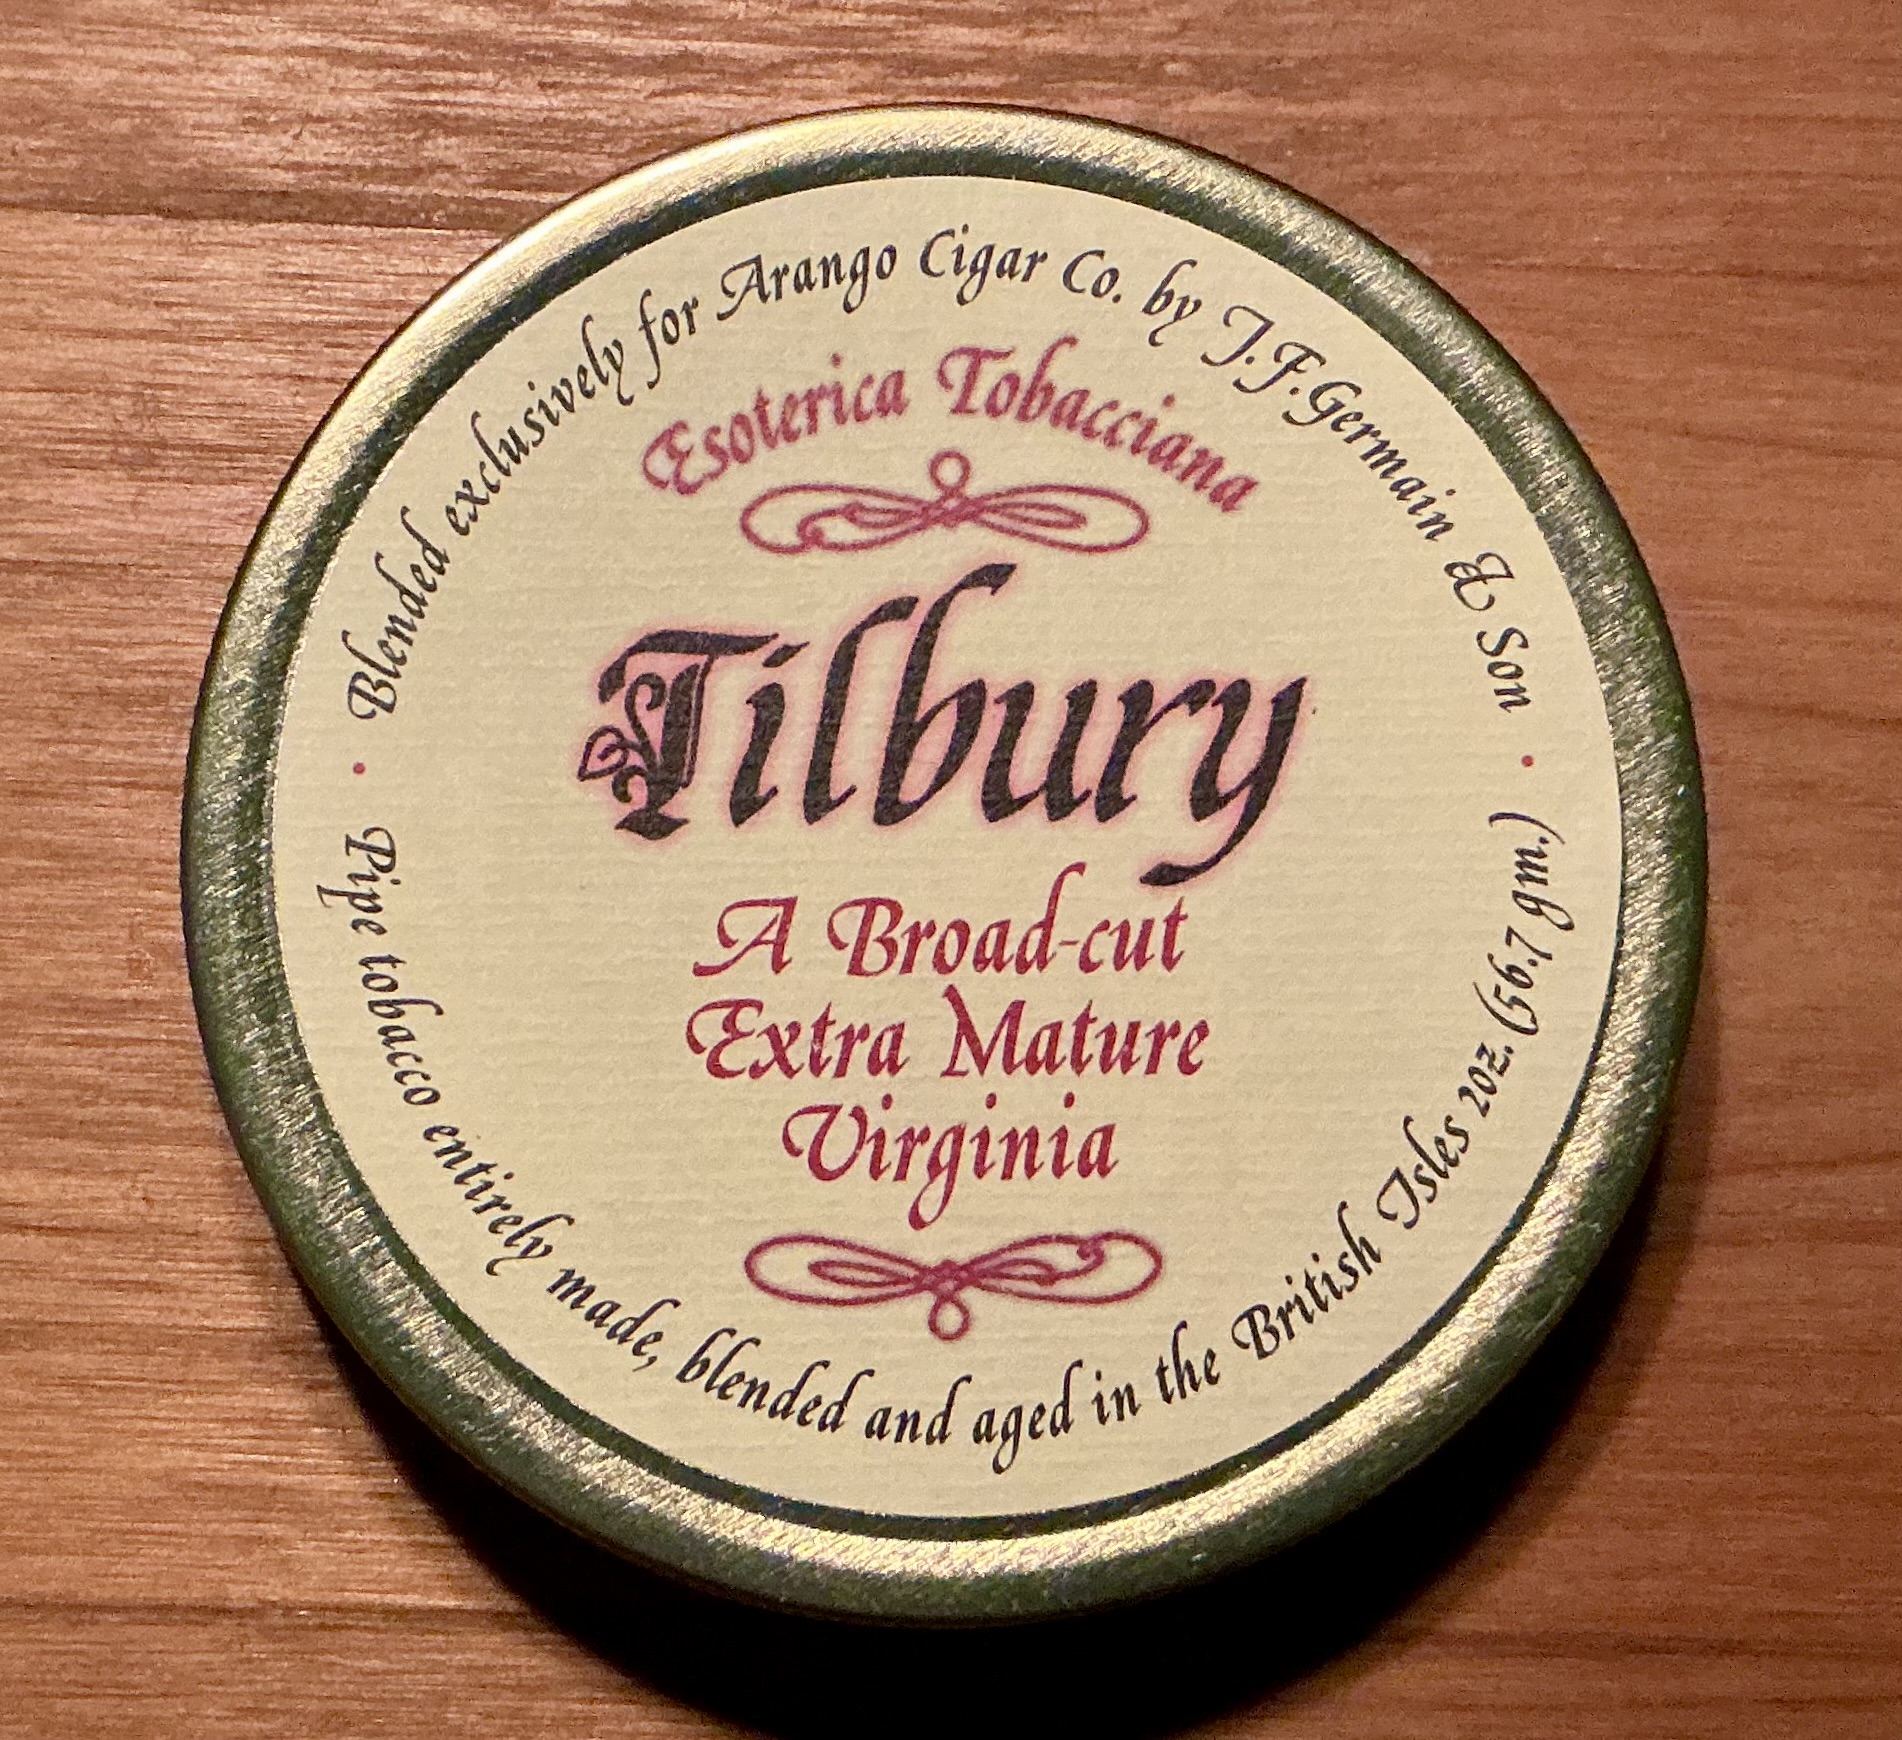 Blended exclusively for Arango Cigar Co. by J.F.Germain & Son
Esoterica Tobacciana
Tilbury
A Broad-cut
Extra Mature
Virginia
Pipe tobacco entirely made, blended and aged in the British Isles 2oz. (56.7 gm.)